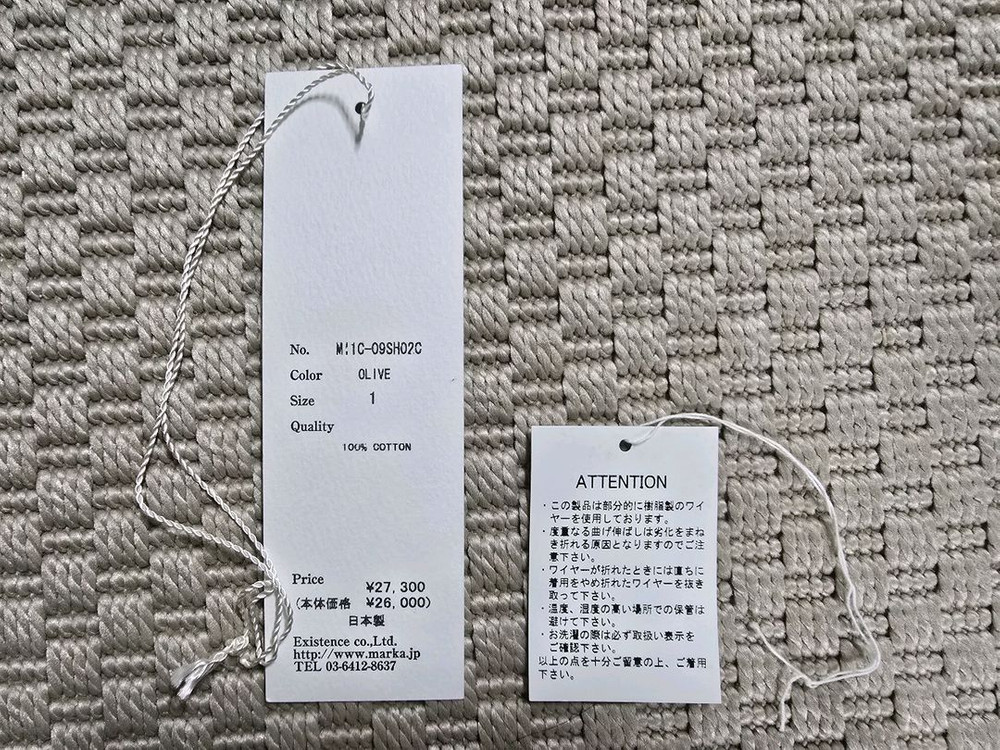 No. M11C-09SH02C
Color OLIVE
Size 1
Quality
100% COTTON
Price ¥27,300
(本体価格 ¥26,000)
日本製
Existence co.,Ltd.
http://www.marka.jp
TEL 03-6412-8637
ATTENTION
・この製品は部分的に樹脂製のワイ
ヤーを使用しております。
・度重なる曲げ伸ばしは劣化をまね
き折れる原因となりますのでご注
意下さい。
・ワイヤーが折れたときには直ちに
着用をやめ折れたワイヤーを抜き
取って下さい。
・温度、湿度の高い場所での保管は
避けて下さい。
・お洗濯の際は必ず取扱い表示を
ご確認下さい。
以上の点を十分ご留意の上、ご着用
下さい。